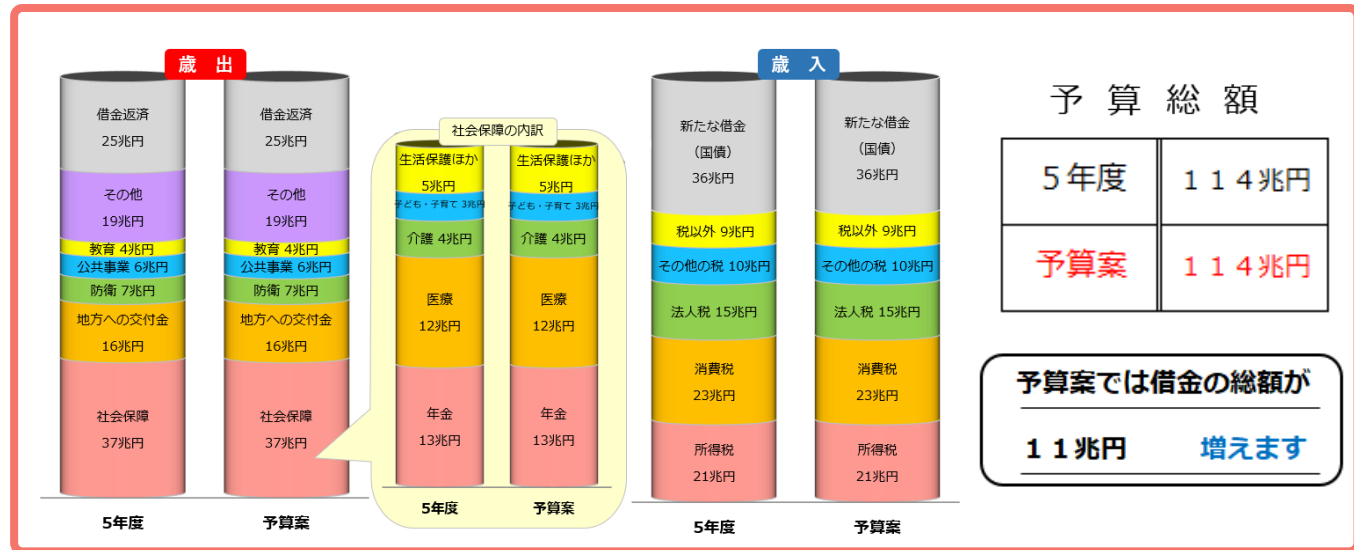 歳 出
借金返済
25兆円
その他
19兆円
教育 4兆円
公共事業 6兆円
防衛 7兆円
地方への交付金
16兆円
社会保障
37兆円
5年度
借金返済
25兆円
その他
19兆円
教育 4兆円
公共事業 6兆円
防衛 7兆円
地方への交付金
16兆円
社会保障
37兆円
予算案
社会保障の内訳
生活保護ほか
5兆円
子ども・子育て 3兆円
介護 4兆円
医療
12兆円
年金
13兆円
5年度
生活保護ほか
5兆円
子ども・子育て 3兆円
介護 4兆円
医療
12兆円
年金
13兆円
予算案
歳 入
新たな借金
（国債）
36兆円
税以外 9兆円
その他の税 10兆円
法人税 15兆円
消費税
23兆円
所得税
21兆円
5年度
新たな借金
（国債）
36兆円
税以外 9兆円
その他の税 10兆円
法人税 15兆円
消費税
23兆円
所得税
21兆円
予算案
予 算 総 額
５年度 １１４兆円
予算案 １１４兆円
予算案では借金の総額が
１１兆円 増えます